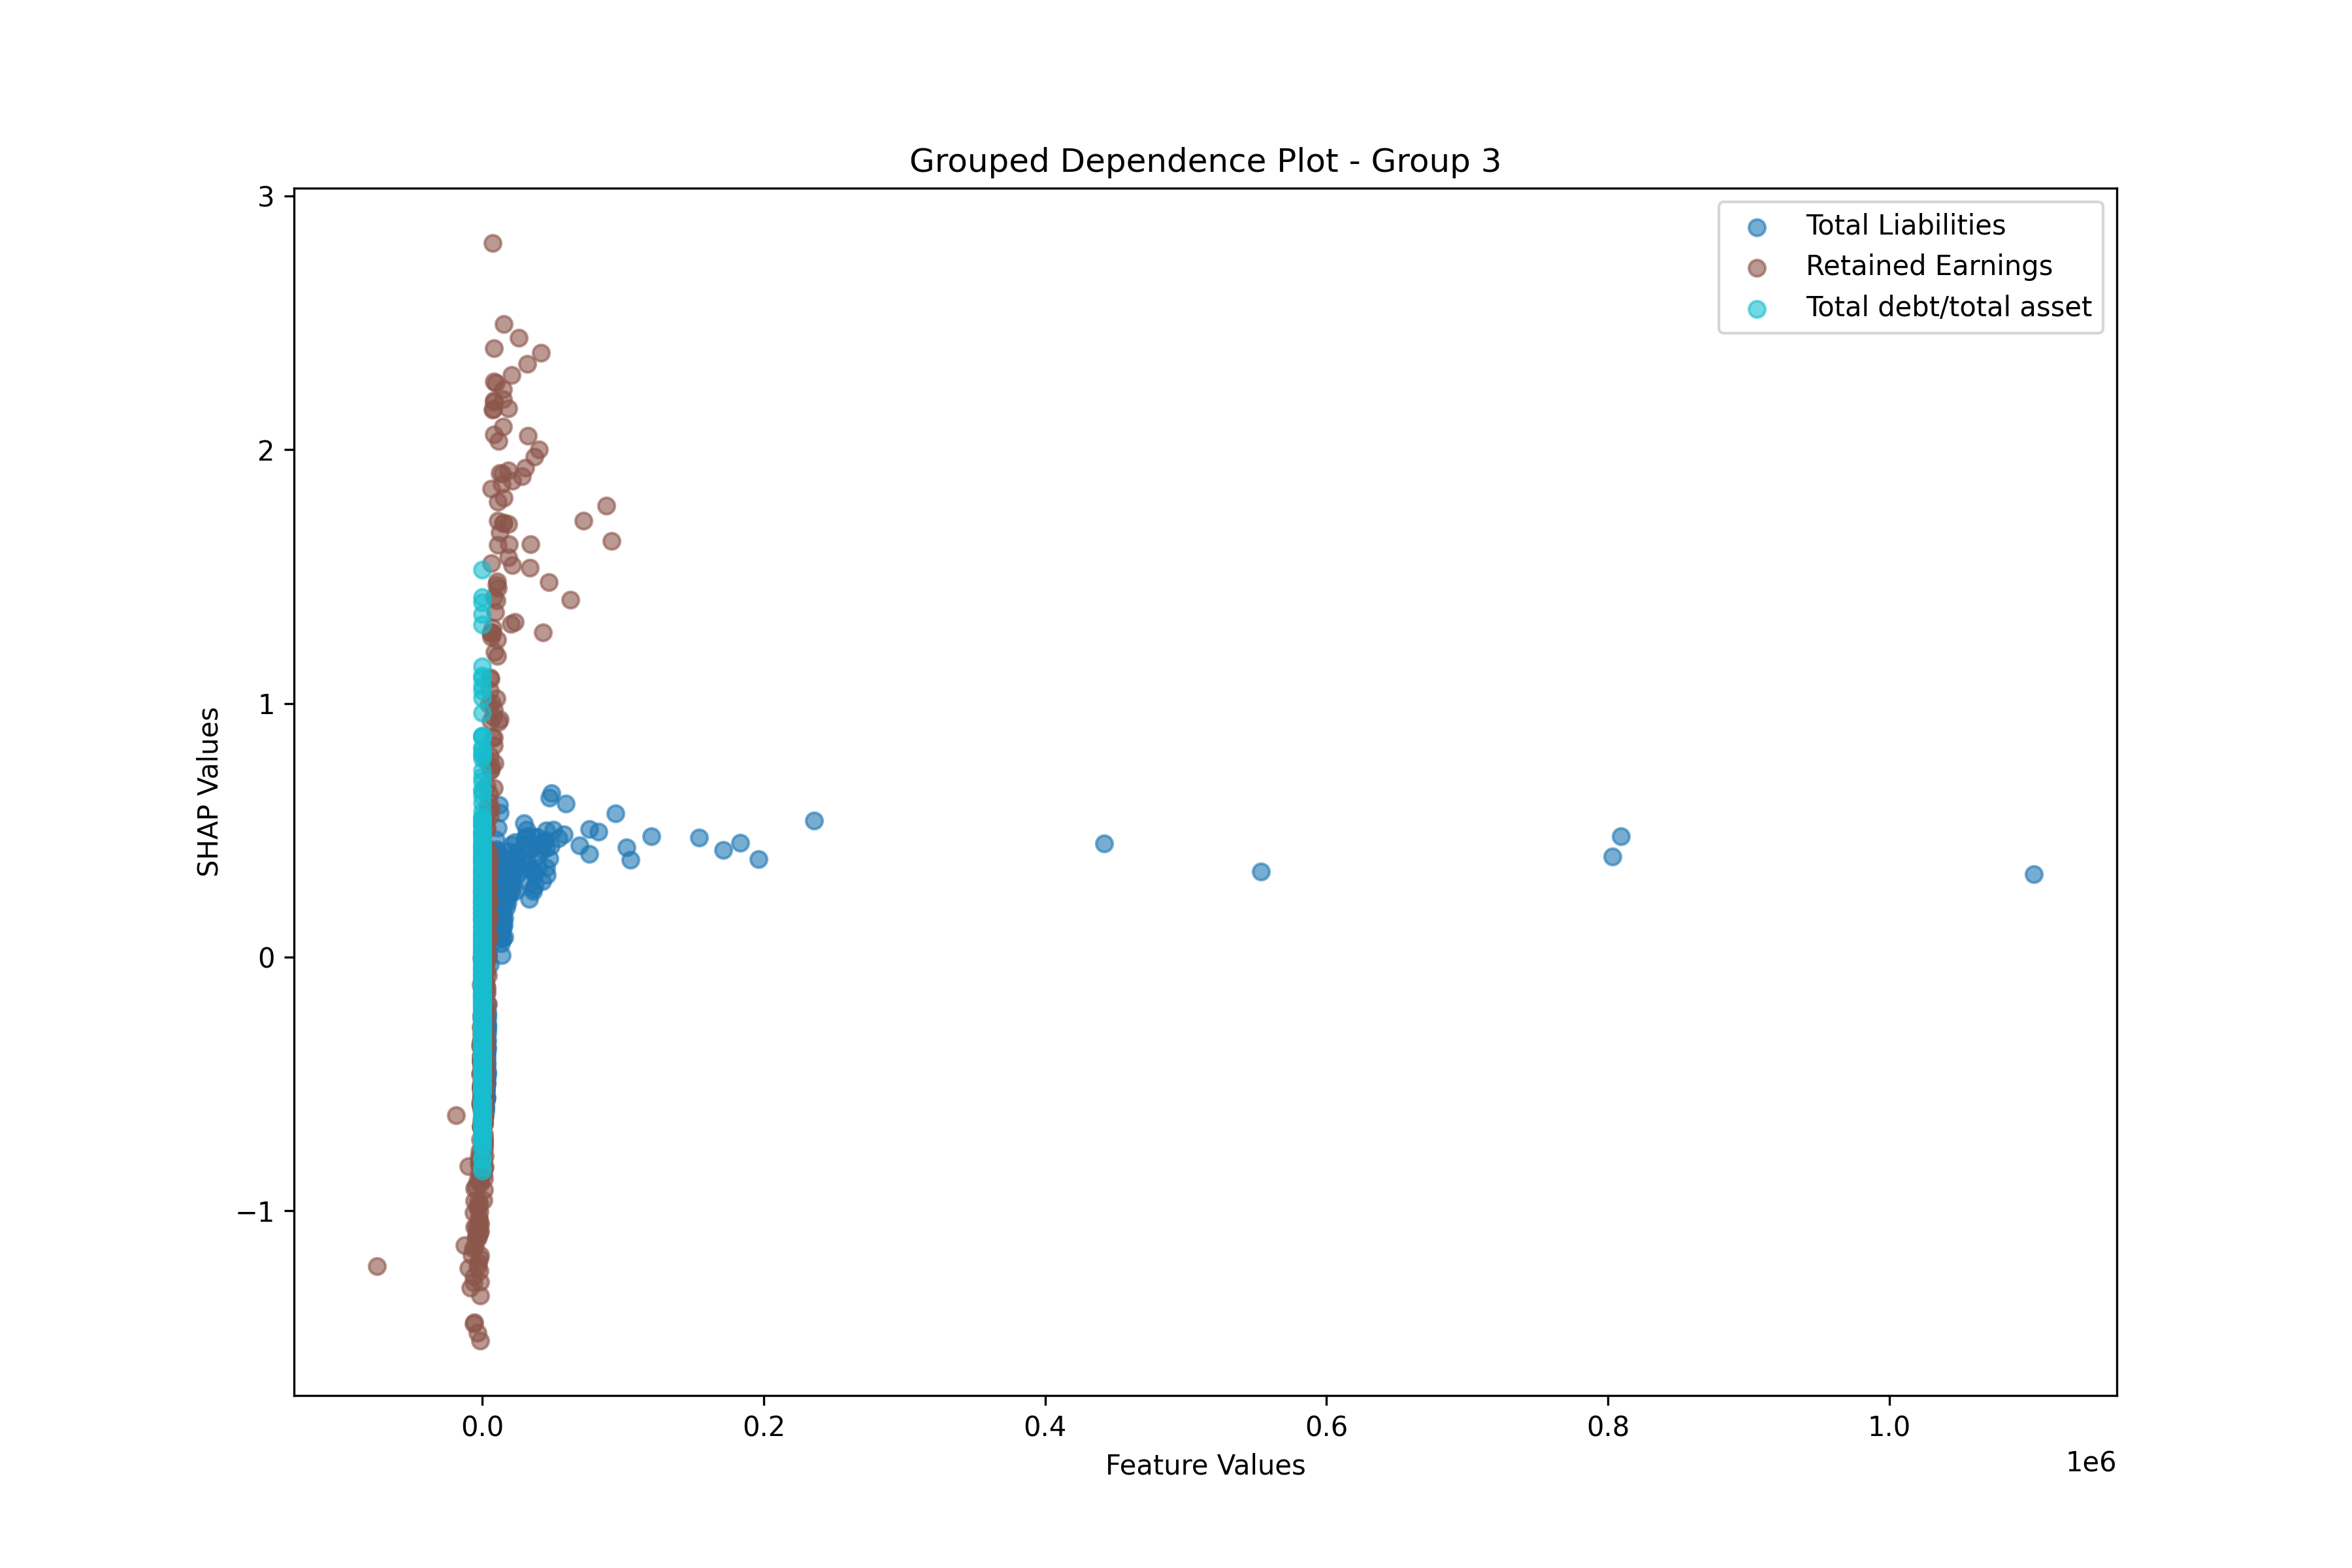 Grouped Dependence Plot - Group 3
Total Liabilities
Retained Earnings
Total debt/total asset
3
2
1
0
−1
SHAP Values
0.0 0.2 0.4 0.6 0.8 1.0
1e6
Feature Values